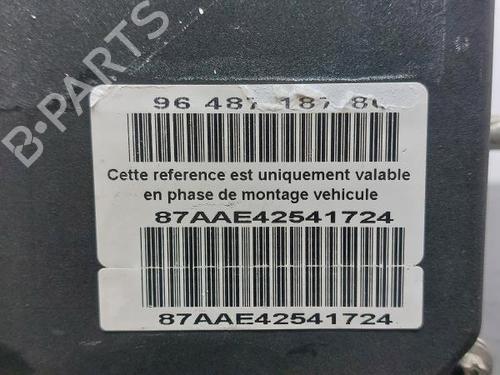 B-PARTS
96 487 187 80
Cette reference est uniquement valable
en phase de montage vehicule
87AAE42541724
87AAE42541724